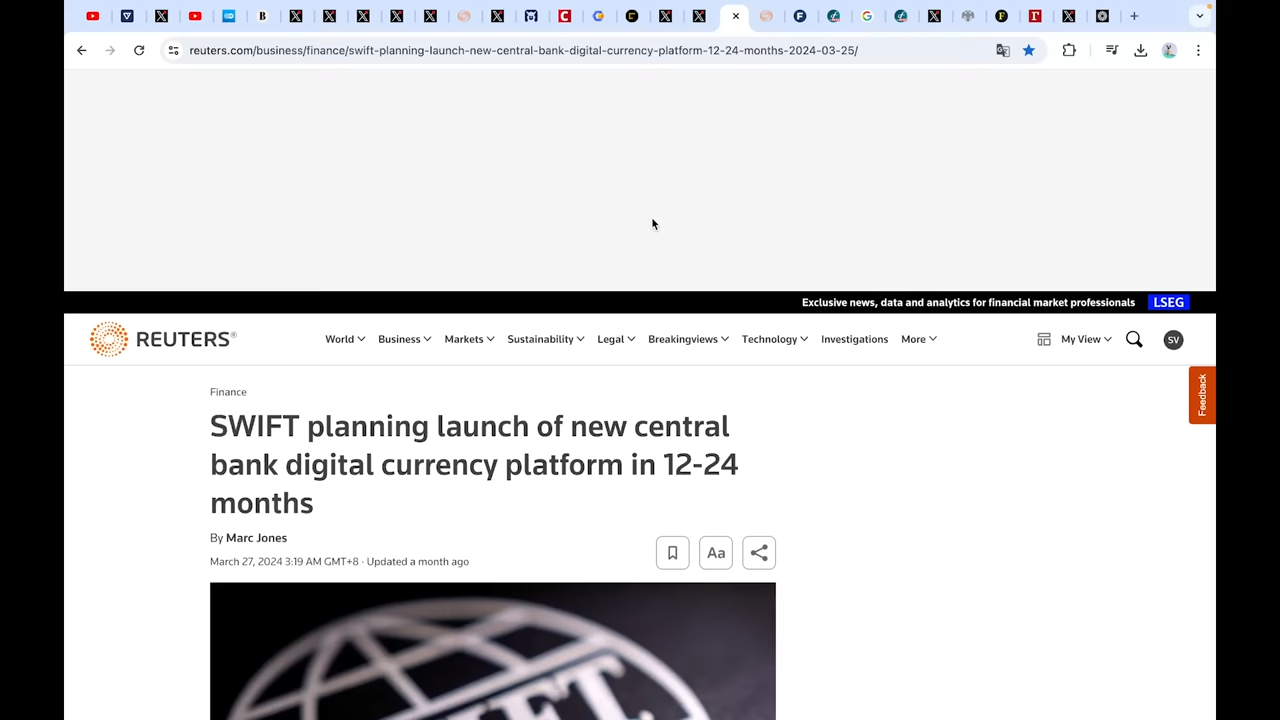 reuters.com/business/finance/swift-planning-launch-new-central-bank-digital-currency-platform-12-24-months-2024-03-25/
Exclusive news, data and analytics for financial market professionals LSEG
REUTERS®
World Business Markets Sustainability Legal Breakingviews Technology Investigations More My View SV
Feedback
Finance
SWIFT planning launch of new central
bank digital currency platform in 12-24
months
By Marc Jones
March 27, 2024 3:19 AM GMT+8 · Updated a month ago
Aa